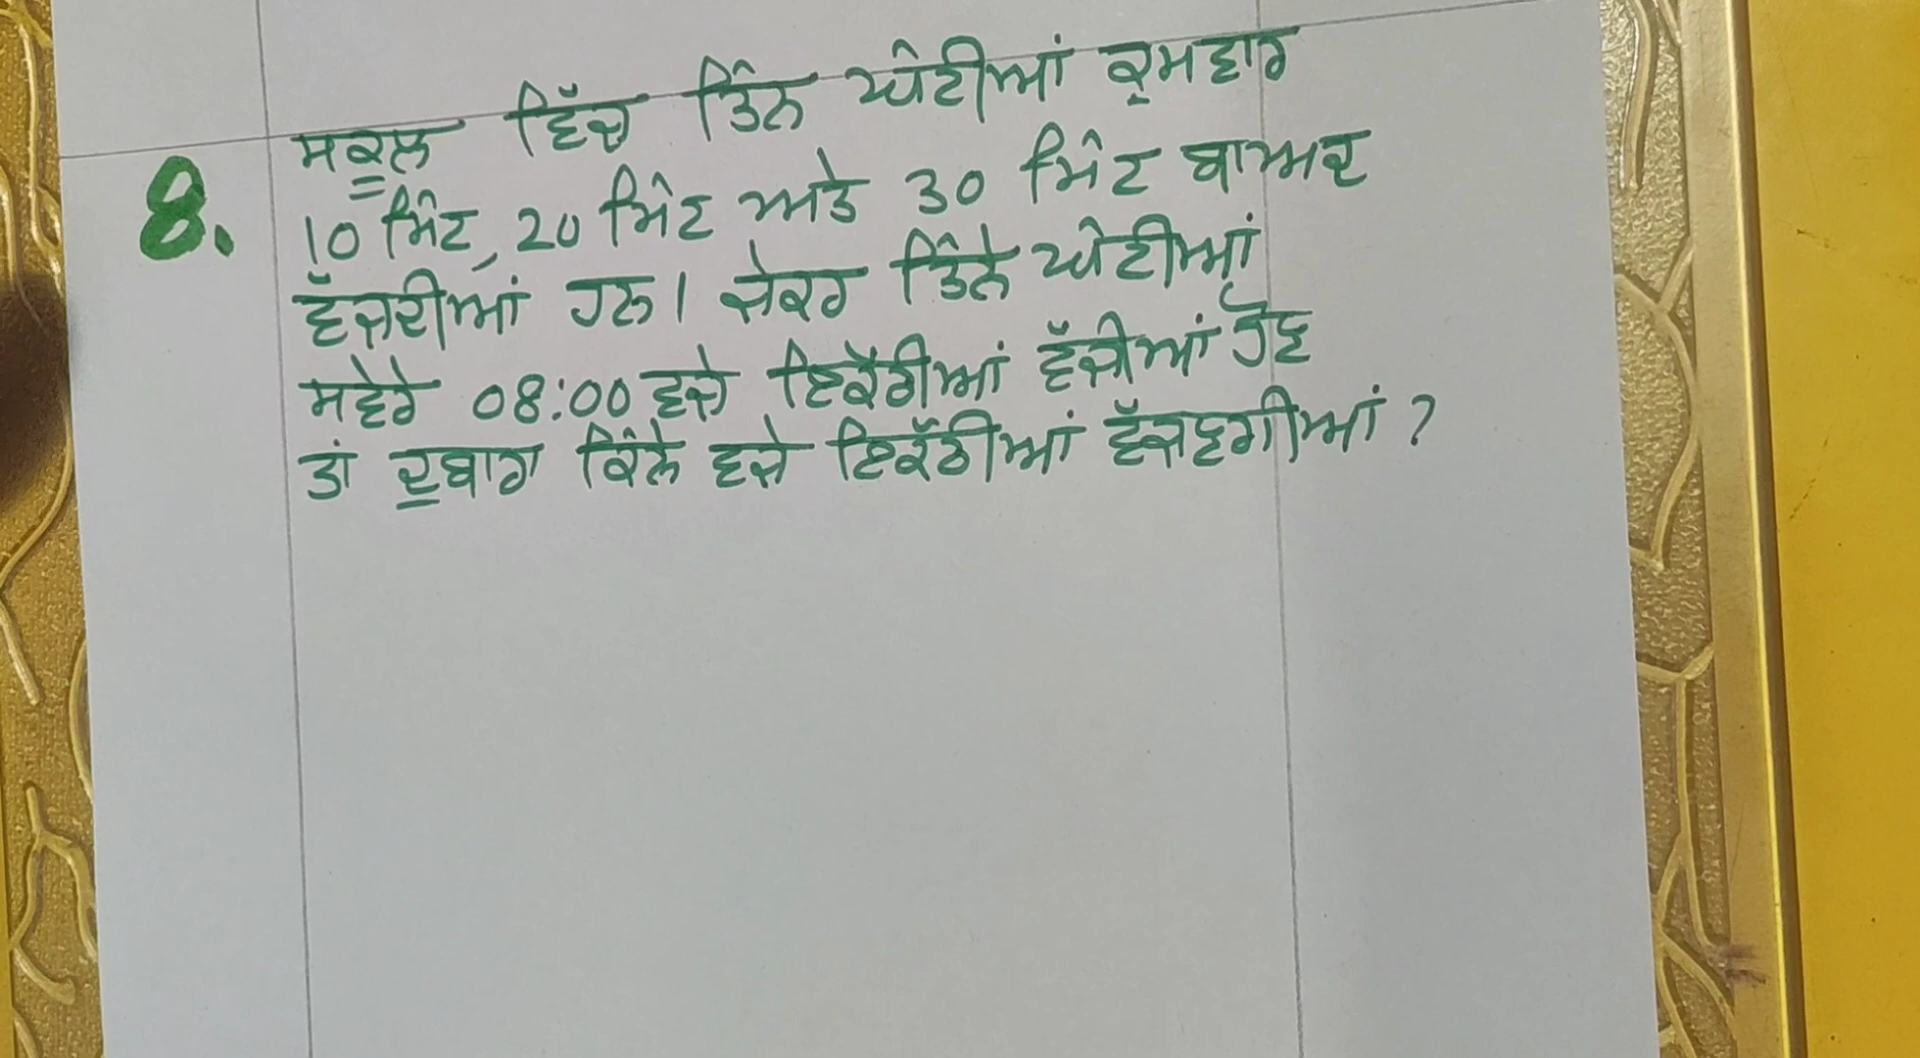 8. ਸਕੂਲ ਵਿੱਚ ਤਿੰਨ ਘੰਟੀਆਂ ਕ੍ਰਮਵਾਰ
10 ਮਿੰਟ, 20 ਮਿੰਟ ਅਤੇ 30 ਮਿੰਟ ਬਾਅਦ
ਵੱਜਦੀਆਂ ਹਨ। ਜੇਕਰ ਤਿੰਨੇ ਘੰਟੀਆਂ
ਸਵੇਰੇ 08:00 ਵਜੇ ਇਕੱਠੀਆਂ ਵੱਜੀਆਂ ਹੋਣ
ਤਾਂ ਦੁਬਾਰਾ ਕਿੰਨੇ ਵਜੇ ਇਕੱਠੀਆਂ ਵੱਜਣਗੀਆਂ ?